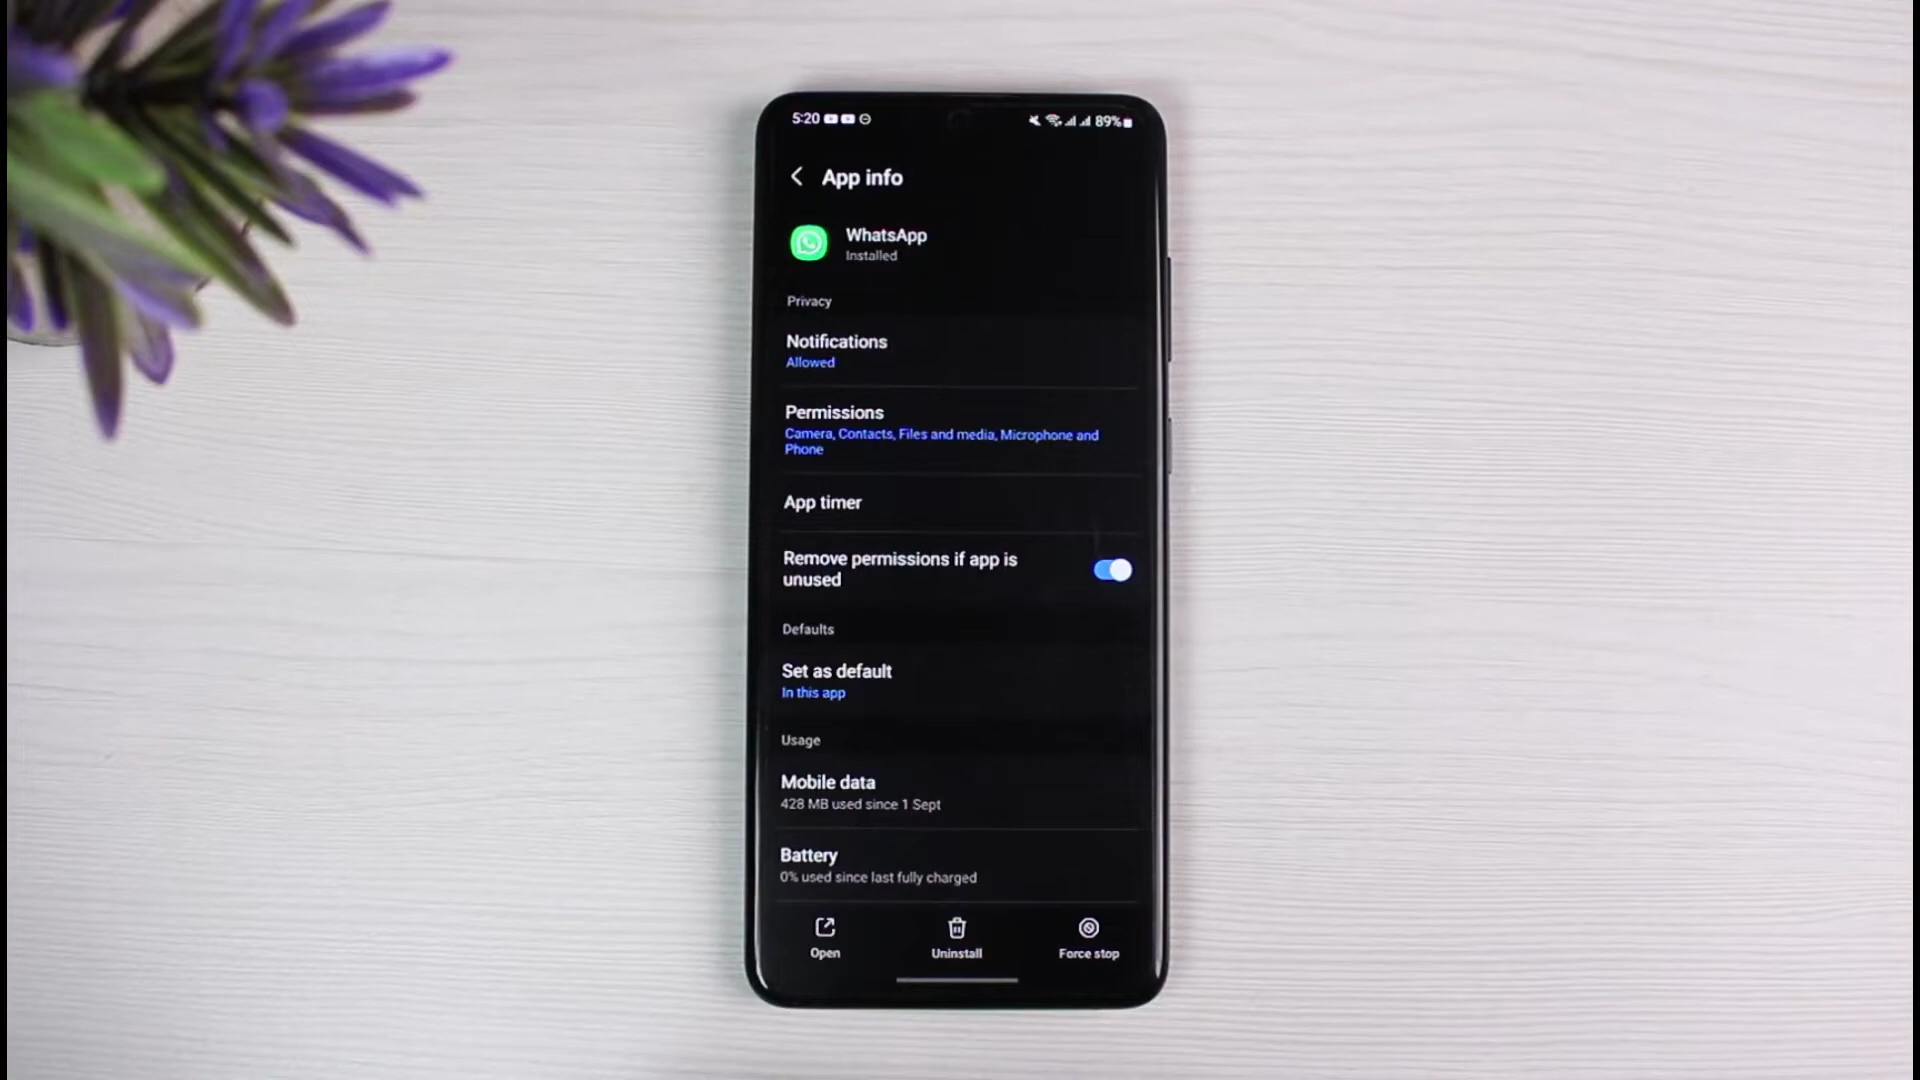 5:20
89%
App info
WhatsApp
Installed
Privacy
Notifications
Allowed
Permissions
Camera, Contacts, Files and media, Microphone and
Phone
App timer
Remove permissions if app is
unused
Defaults
Set as default
In this app
Usage
Mobile data
428 MB used since 1 Sept
Battery
0% used since last fully charged
Open
Uninstall
Force stop